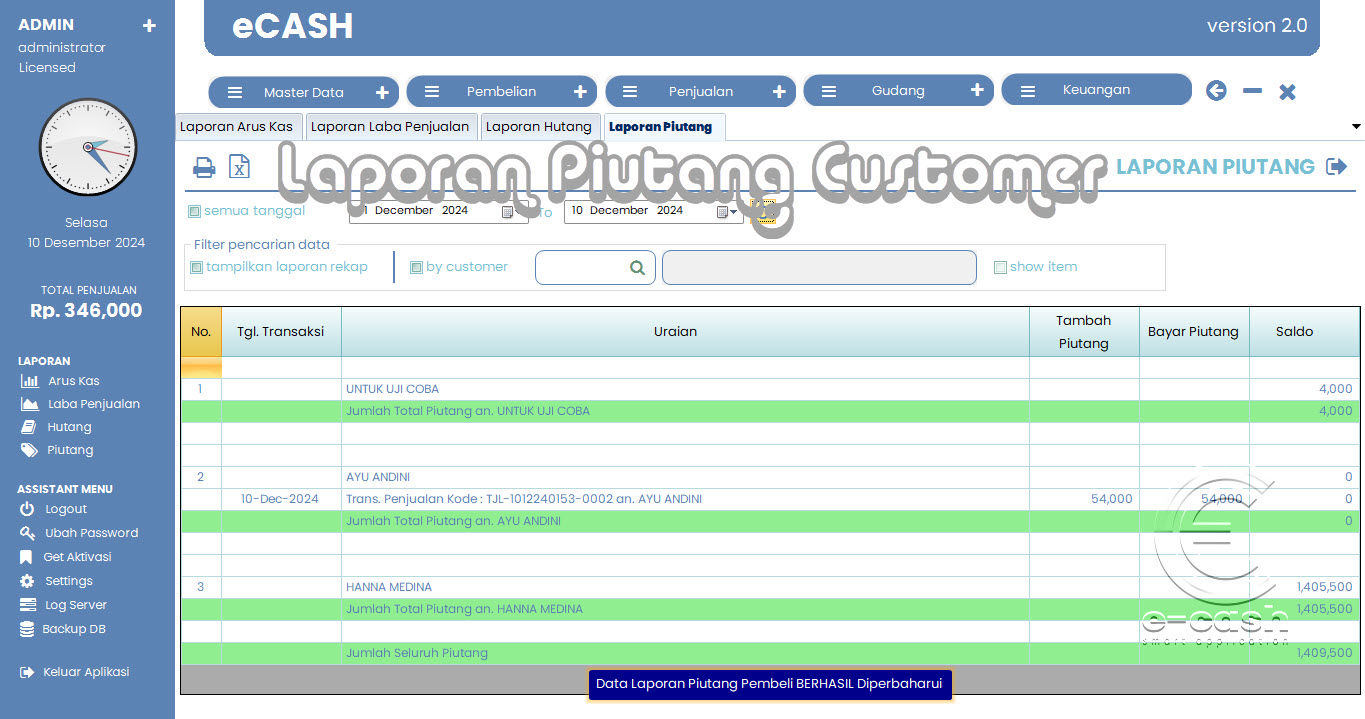 ADMIN
administrator
Licensed
Selasa
10 Desember 2024
TOTAL PENJUALAN
Rp. 346,000
LAPORAN
Arus Kas
Laba Penjualan
Hutang
Piutang
ASSISTANT MENU
Logout
Ubah Password
Get Aktivasi
Settings
Log Server
Backup DB
Keluar Aplikasi
eCASH version 2.0
Master Data Pembelian Penjualan Gudang Keuangan
Laporan Arus Kas Laporan Laba Penjualan Laporan Hutang Laporan Piutang
Laporan Piutang Customer LAPORAN PIUTANG
semua tanggal 1 December 2024 To 10 December 2024
Filter pencarian data
tampilkan laporan rekap by customer show item
No. Tgl. Transaksi Uraian Tambah Piutang Bayar Piutang Saldo
1 UNTUK UJI COBA 4,000
Jumlah Total Piutang an. UNTUK UJI COBA 4,000
2 AYU ANDINI 0
10-Dec-2024 Trans. Penjualan Kode : TJL-1012240153-0002 an. AYU ANDINI 54,000 54,000 0
Jumlah Total Piutang an. AYU ANDINI 0
3 HANNA MEDINA 1,405,500
Jumlah Total Piutang an. HANNA MEDINA 1,405,500
e-cash
smart application
Jumlah Seluruh Piutang 1,409,500
Data Laporan Piutang Pembeli BERHASIL Diperbaharui